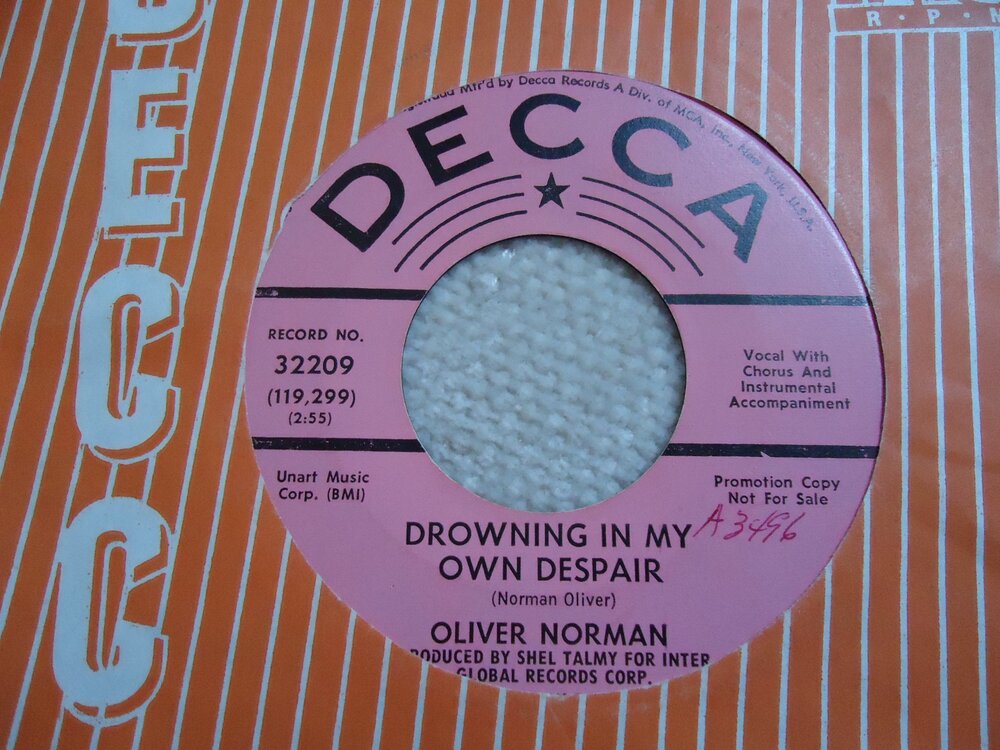 R · P · M
DECCA
Mfr'd by Decca Records A Div. of MCA, Inc., New York, U.S.A.
DECCA
RECORD NO.
32209
(119,299)
(2:55)
Vocal With
Chorus And
Instrumental
Accompaniment
Unart Music
Corp. (BMI)
Promotion Copy
Not For Sale
A3496
DROWNING IN MY
OWN DESPAIR
(Norman Oliver)
OLIVER NORMAN
PRODUCED BY SHEL TALMY FOR INTER
GLOBAL RECORDS CORP.